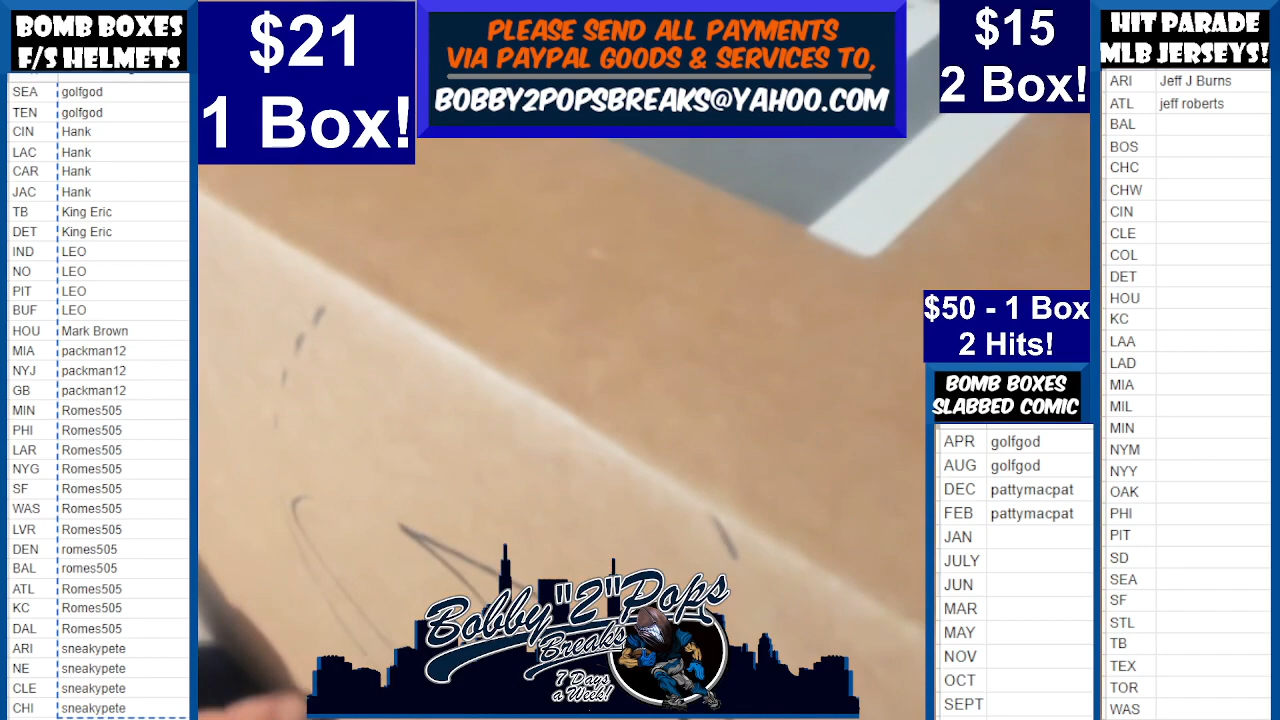 BOMB BOXES
F/S HELMETS
SEA golfgod
TEN golfgod
CIN Hank
LAC Hank
CAR Hank
JAC Hank
TB King Eric
DET King Eric
IND LEO
NO LEO
PIT LEO
BUF LEO
HOU Mark Brown
MIA packman12
NYJ packman12
GB packman12
MIN Romes505
PHI Romes505
LAR Romes505
NYG Romes505
SF Romes505
WAS Romes505
LVR Romes505
DEN romes505
BAL romes505
ATL Romes505
KC Romes505
DAL Romes505
ARI sneakypete
NE sneakypete
CLE sneakypete
CHI sneakypete
$21
1 Box!
PLEASE SEND ALL PAYMENTS
VIA PAYPAL GOODS & SERVICES TO,
BOBBY2POPSBREAKS@YAHOO.COM
$15
2 Box!
$50 - 1 Box
2 Hits!
BOMB BOXES
SLABBED COMIC
APR golfgod
AUG golfgod
DEC pattymacpat
FEB pattymacpat
JAN
JULY
JUN
MAR
MAY
NOV
OCT
SEPT
HIT PARADE
MLB JERSEYS!
ARI Jeff J Burns
ATL jeff roberts
BAL
BOS
CHC
CHW
CIN
CLE
COL
DET
HOU
KC
LAA
LAD
MIA
MIL
MIN
NYM
NYY
OAK
PHI
PIT
SD
SEA
SF
STL
TB
TEX
TOR
WAS
Bobby "2" Pops
Breaks
7 Days
a Week!